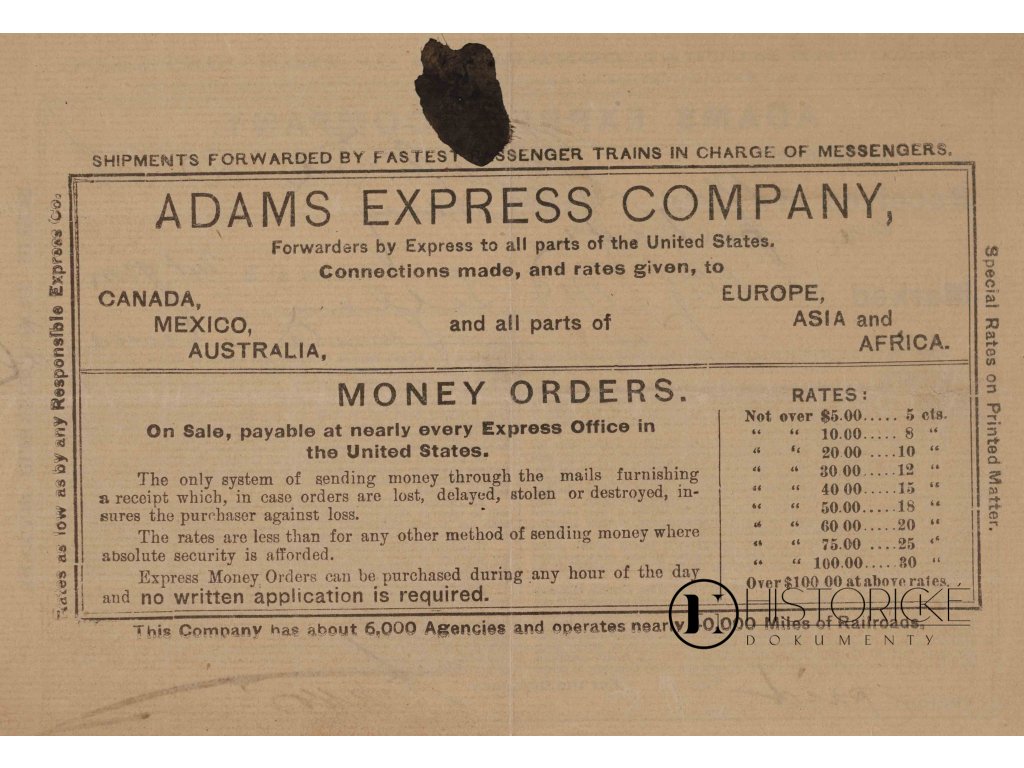 SHIPMENTS FORWARDED BY FASTEST SENGER TRAINS IN CHARGE OF MESSENGERS.
Rates as low as by any Responsible Express Co.
ADAMS EXPRESS COMPANY,
Forwarders by Express to all parts of the United States.
Connections made, and rates given, to
CANADA,
MEXICO,
AUSTRALIA,
and all parts of
EUROPE,
ASIA and
AFRICA.
Special Rates on Printed Matter.
MONEY ORDERS.
On Sale, payable at nearly every Express Office in
the United States.
The only system of sending money through the mails furnishing
a receipt which, in case orders are lost, delayed, stolen or destroyed, in-
sures the purchaser against loss.
The rates are less than for any other method of sending money where
absolute security is afforded.
Express Money Orders can be purchased during any hour of the day
and no written application is required.
RATES:
Not over $5.00..... 5 cts.
“ “ 10.00..... 8 “
“ “ 20.00 ....10 “
“ “ 30 00.....12 “
“ “ 40 00.....15 “
“ “ 50.00.....18 “
“ “ 60 00.....20 “
“ “ 75.00 ....25 “
“ “ 100.00.....30 “
Over $100 00 at above rates.
This Company has about 6,000 Agencies and operates nearly Miles of Railroads.
HISTORICKÉ
DOKUMENTY